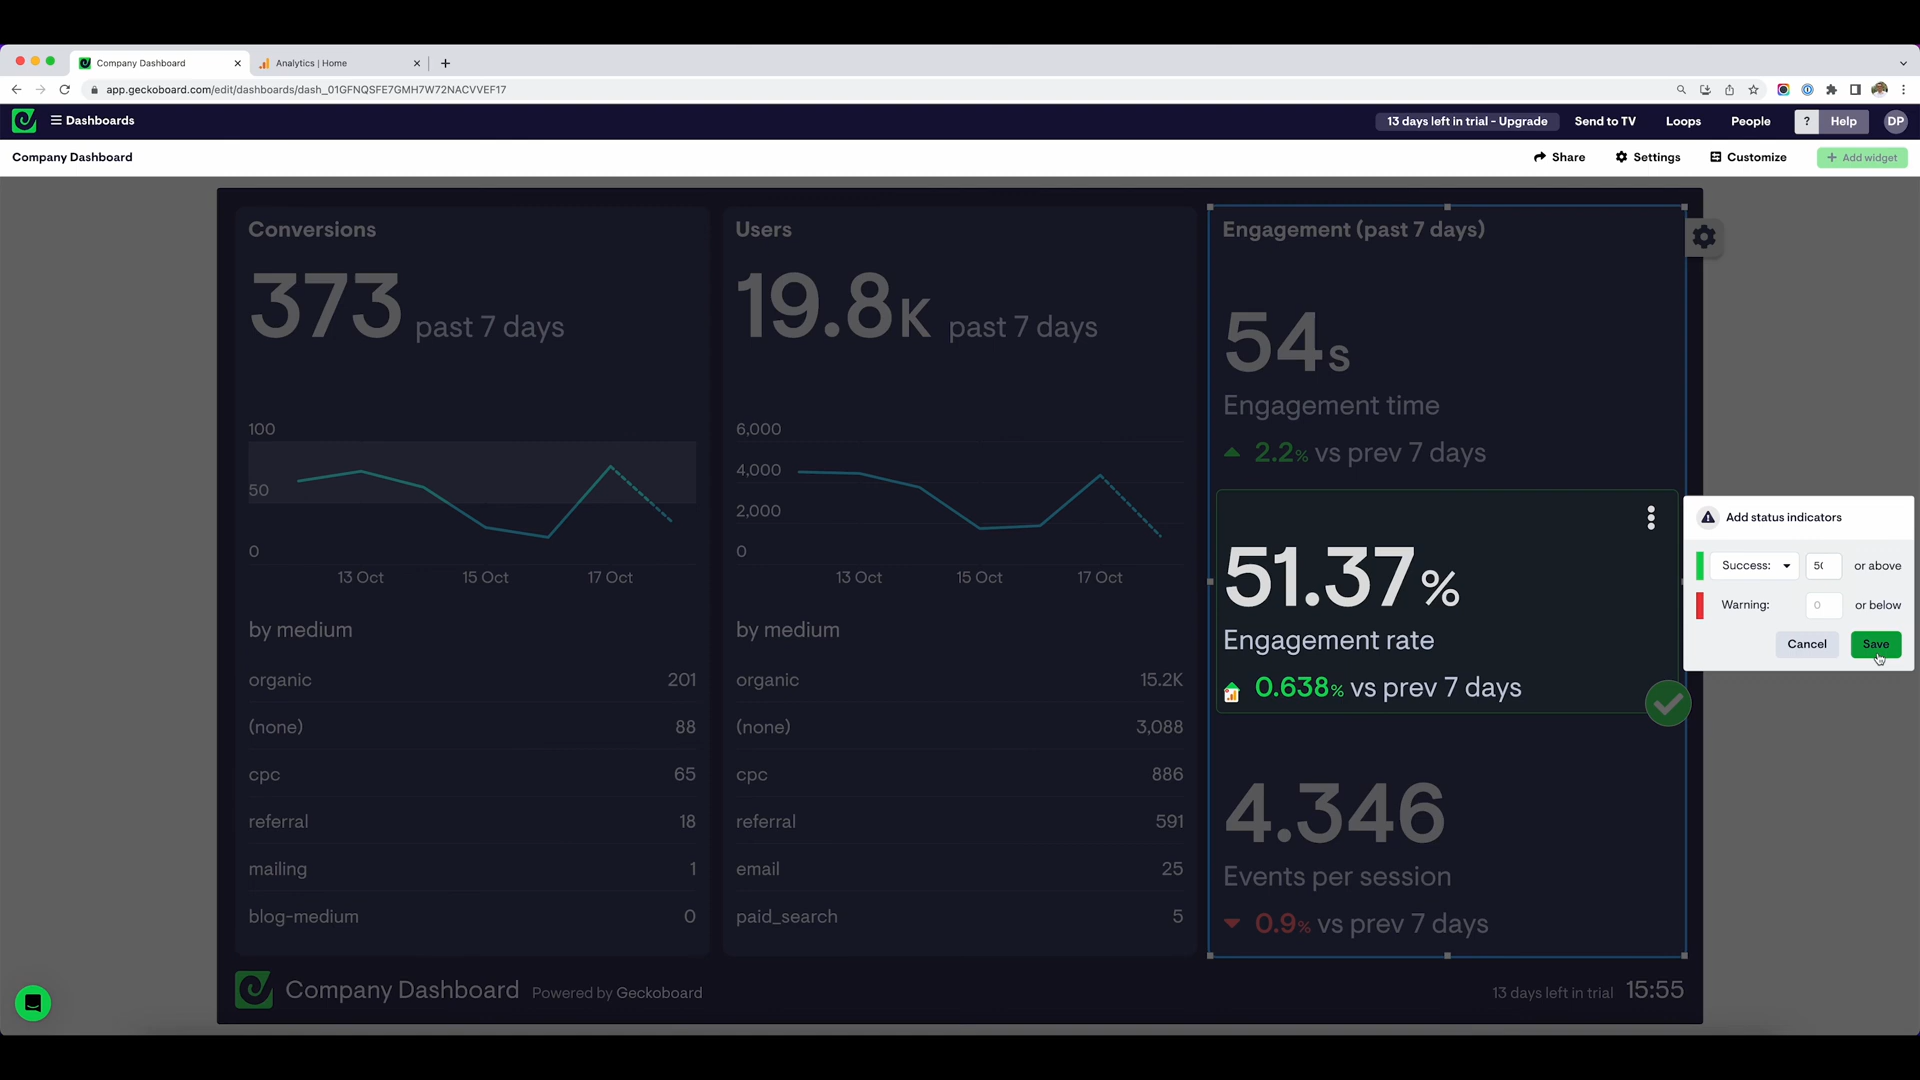 Company Dashboard
Analytics | Home
app.geckoboard.com/edit/dashboards/dash_01GFNQSFE7GMH7W72NACVVEF17
Dashboards
13 days left in trial - Upgrade
Send to TV
Loops
People
? Help
DP
Company Dashboard
Share
Settings
Customize
+ Add widget
Conversions
373 past 7 days
100
50
0
13 Oct
15 Oct
17 Oct
by medium
organic 201
(none) 88
cpc 65
referral 18
mailing 1
blog-medium 0
Users
19.8K past 7 days
6,000
4,000
2,000
0
13 Oct
15 Oct
17 Oct
by medium
organic 15.2K
(none) 3,088
cpc 886
referral 591
email 25
paid_search 5
Engagement (past 7 days)
54s
Engagement time
2.2% vs prev 7 days
51.37%
Engagement rate
0.638% vs prev 7 days
4.346
Events per session
0.9% vs prev 7 days
Add status indicators
Success: or above
Warning: 0 or below
Cancel
Save
Company Dashboard Powered by Geckoboard
13 days left in trial 15:55